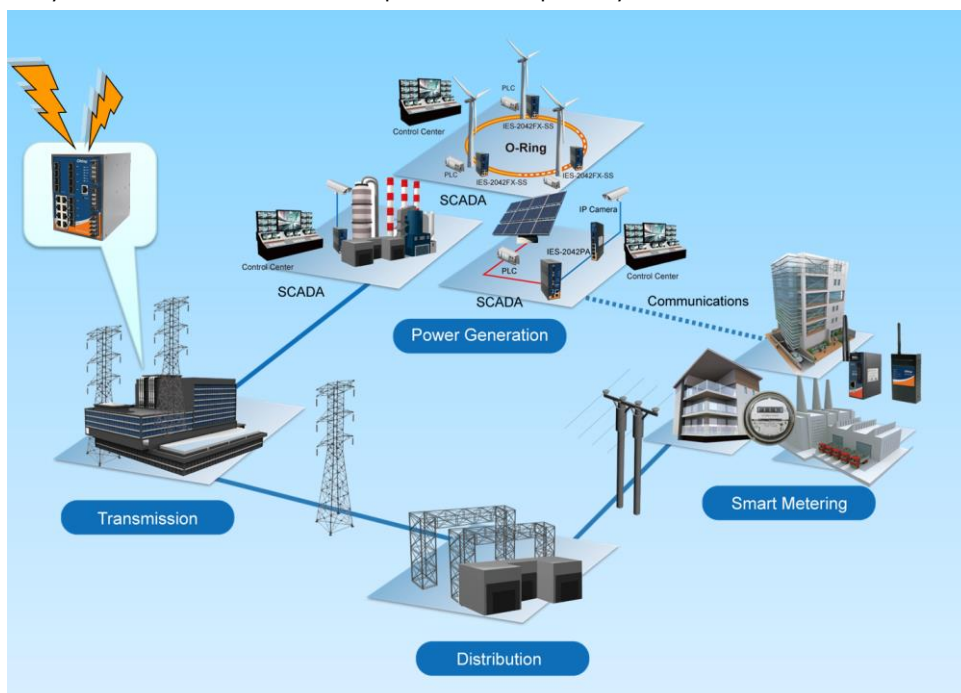 PLC
Control Center
IES-2042FX-SS
O-Ring
PLC
IES-2042FX-SS
IES-2042FX-SS
SCADA
IP Camera
Control Center
IES-2042PA
PLC
Control Center
SCADA
SCADA
Communications
Power Generation
Transmission
Smart Metering
Distribution